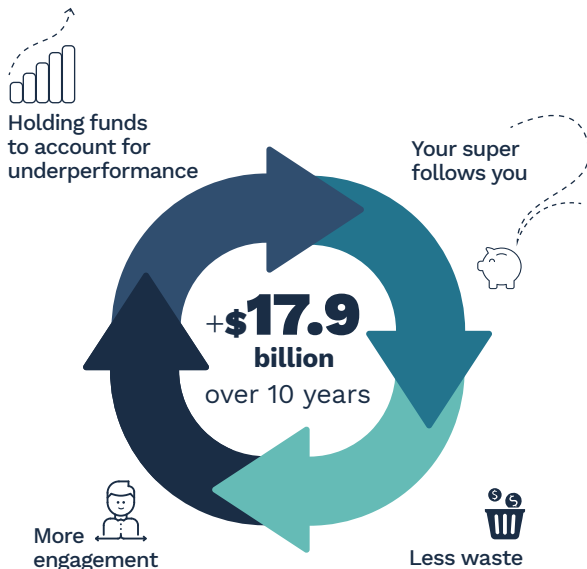 Holding funds
to account for
underperformance
Your super
follows you
+$17.9
billion
over 10 years
More
engagement
$ $
Less waste